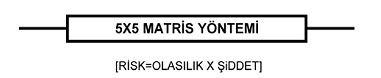 5X5 MATRİS YÖNTEMİ
[RİSK=OLASILIK X ŞİDDET]